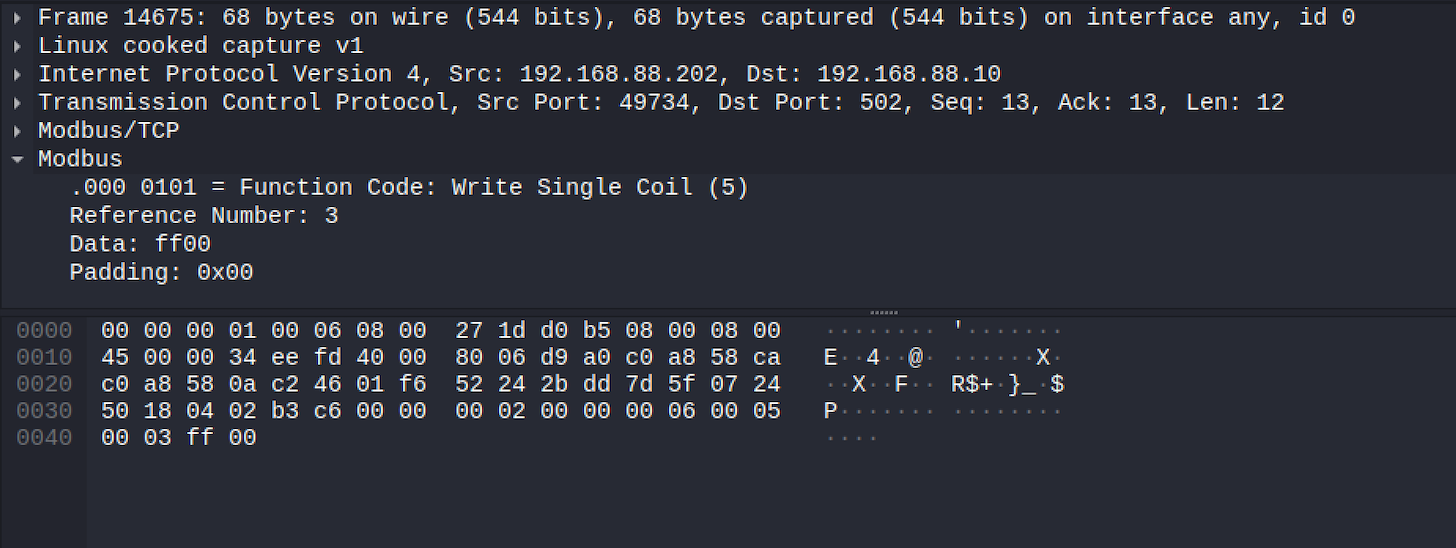 Frame 14675: 68 bytes on wire (544 bits), 68 bytes captured (544 bits) on interface any, id 0
Linux cooked capture v1
Internet Protocol Version 4, Src: 192.168.88.202, Dst: 192.168.88.10
Transmission Control Protocol, Src Port: 49734, Dst Port: 502, Seq: 13, Ack: 13, Len: 12
Modbus/TCP
Modbus
.000 0101 = Function Code: Write Single Coil (5)
Reference Number: 3
Data: ff00
Padding: 0x00
0000 00 00 00 01 00 06 08 00 27 1d d0 b5 08 00 08 00 ········ '·······
0010 45 00 00 34 ee fd 40 00 80 06 d9 a0 c0 a8 58 ca E··4··@· ······X·
0020 c0 a8 58 0a c2 46 01 f6 52 24 2b dd 7d 5f 07 24 ··X··F·· R$+·}_·$
0030 50 18 04 02 b3 c6 00 00 00 02 00 00 00 06 00 05 P······· ········
0040 00 03 ff 00 ····